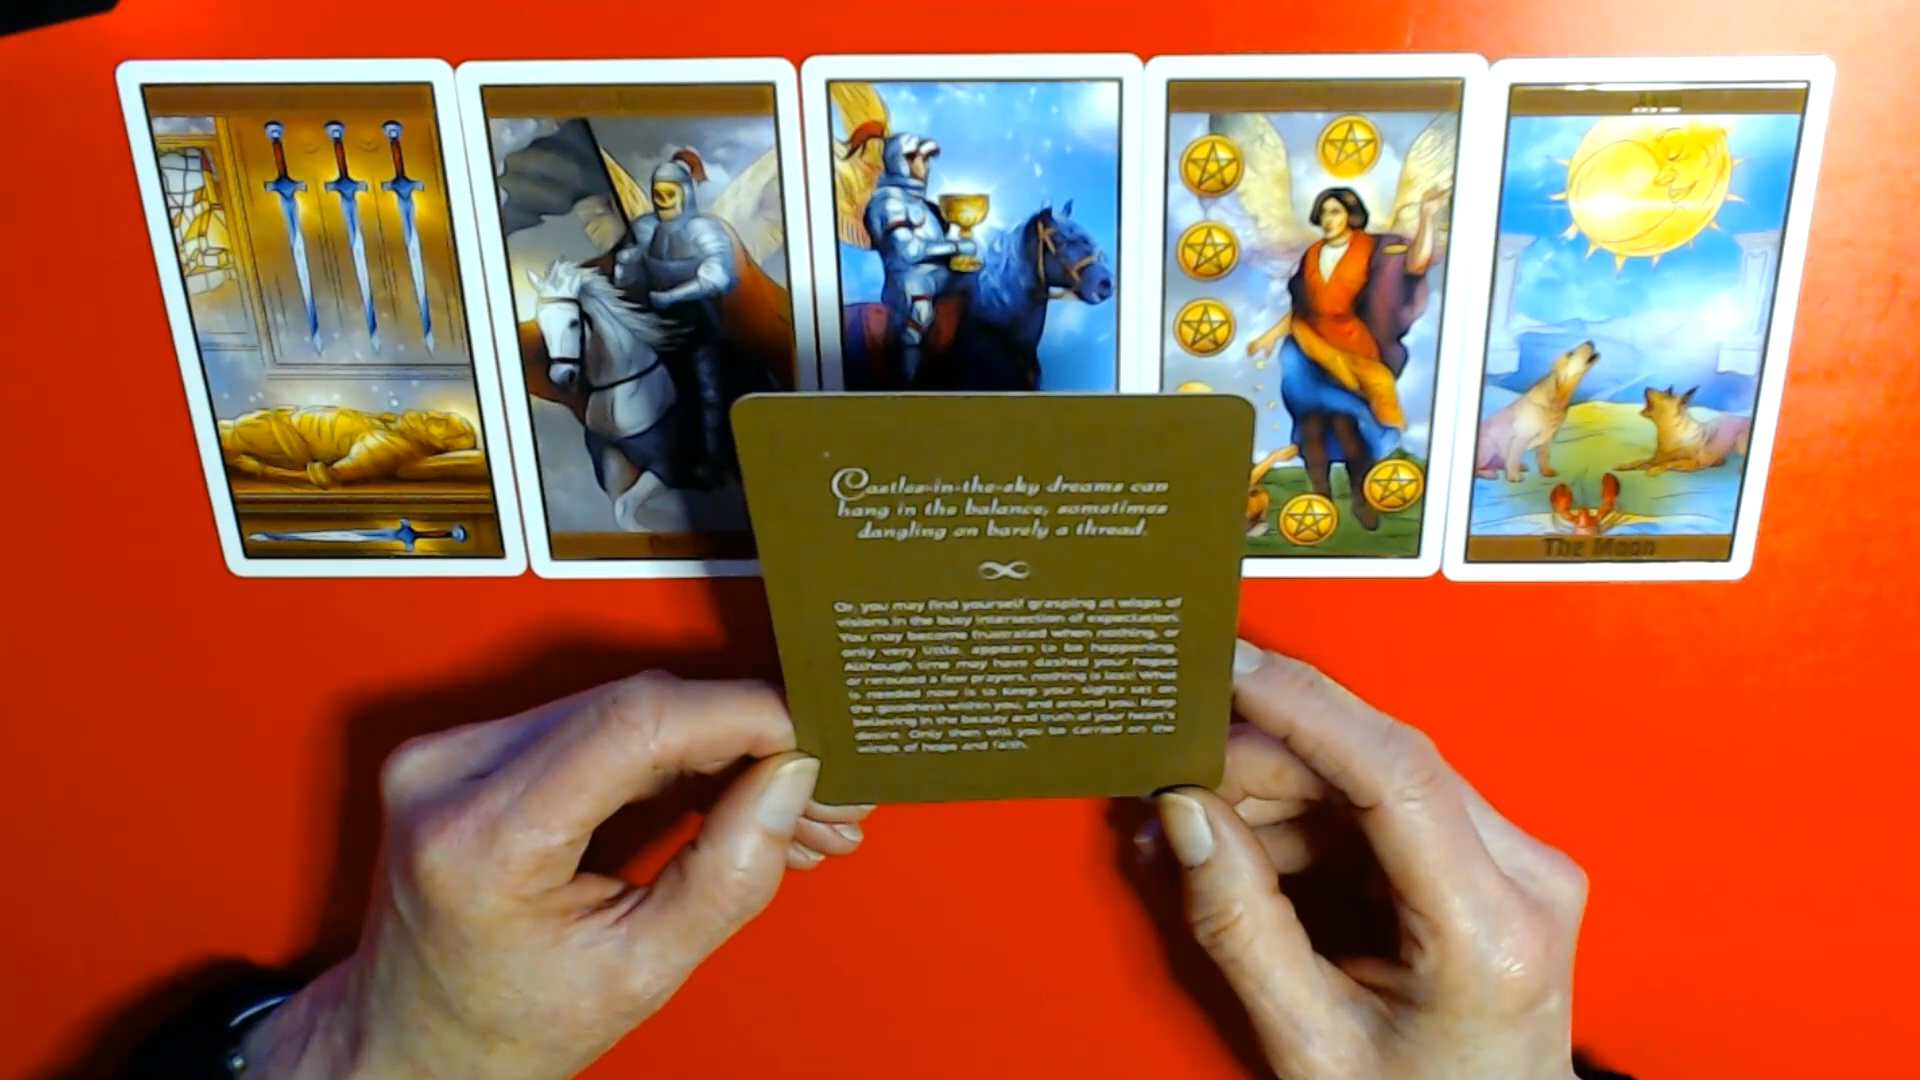 The Moon
Castles-in-the-sky dreams can
hang in the balance, sometimes
dangling on barely a thread.
Or, you may find yourself grasping at wisps of
visions in the busy intersection of expectation.
You may become frustrated when nothing, or
only very little, appears to be happening.
Although time may have dashed your hopes
or rerouted a few prayers, nothing is lost. What
is needed now is to keep your sights set on
the goodness within you, and around you. Keep
believing in the beauty and truth of your heart's
desire. Only then will you be carried on the
winds of hope and faith.